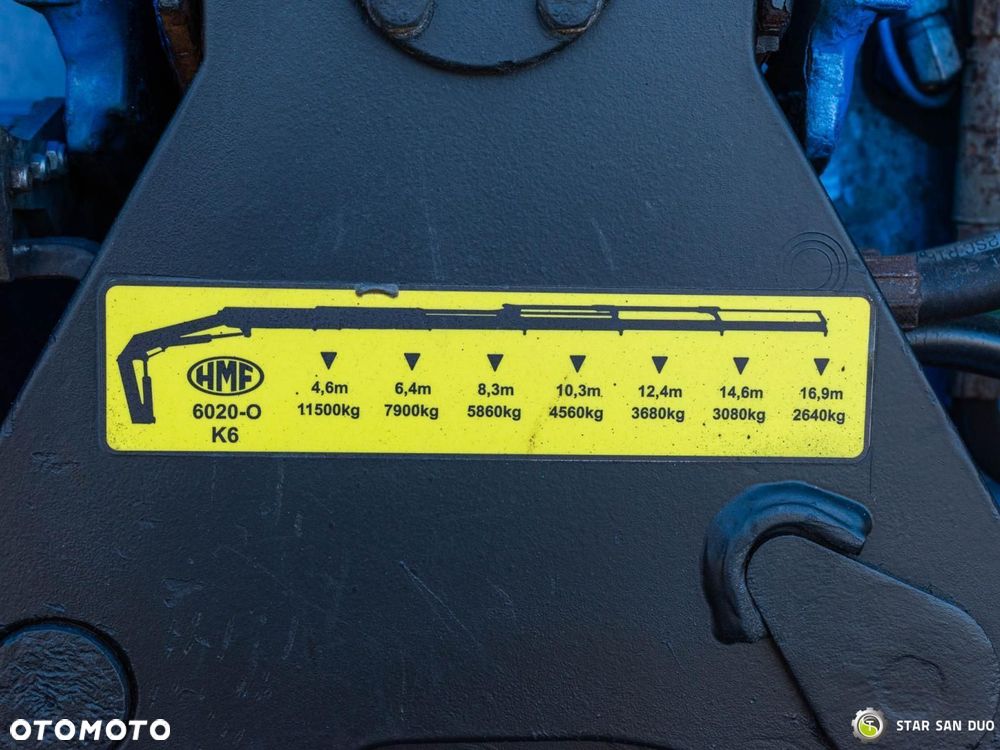 HMF
6020-O
K6
4,6m 6,4m 8,3m 10,3m 12,4m 14,6m 16,9m
11500kg 7900kg 5860kg 4560kg 3680kg 3080kg 2640kg
OTOMOTO
STAR SAN DUO